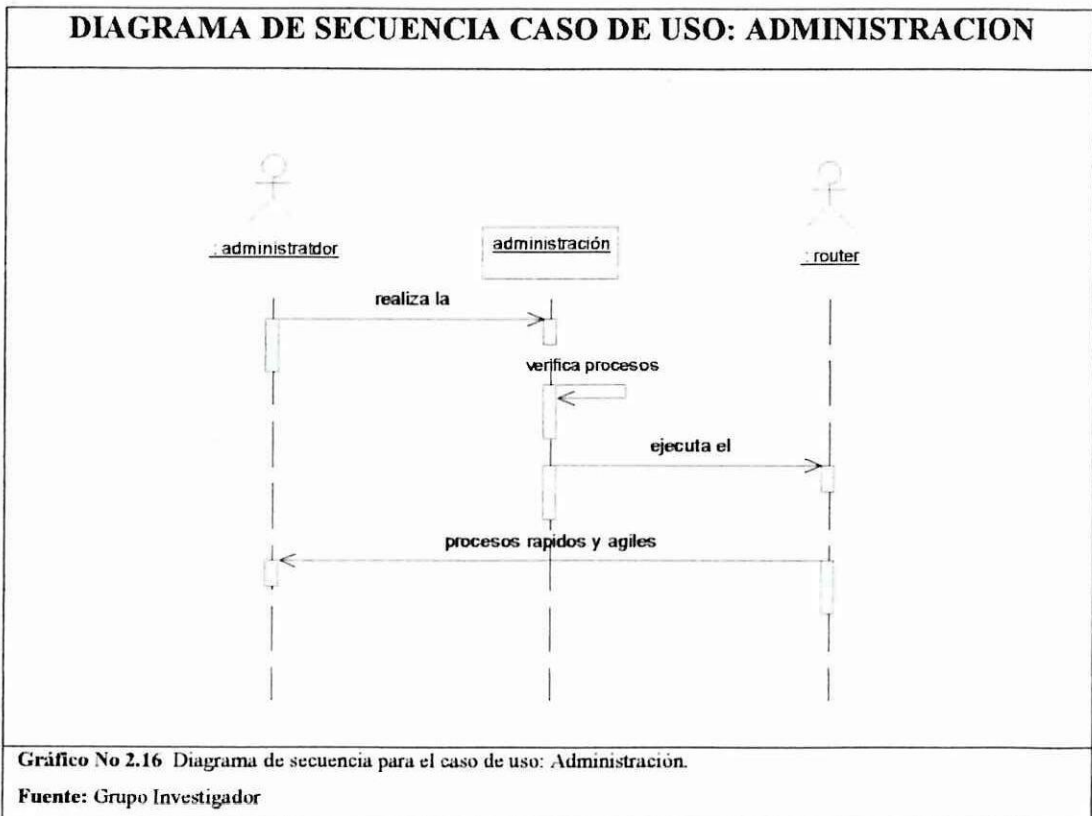 DIAGRAMA DE SECUENCIA CASO DE USO: ADMINISTRACION
: administratdor
administración
: router
realiza la
verifica procesos
ejecuta el
procesos rapidos y agiles
Gráfico No 2.16 Diagrama de secuencia para el caso de uso: Administración.
Fuente: Grupo Investigador